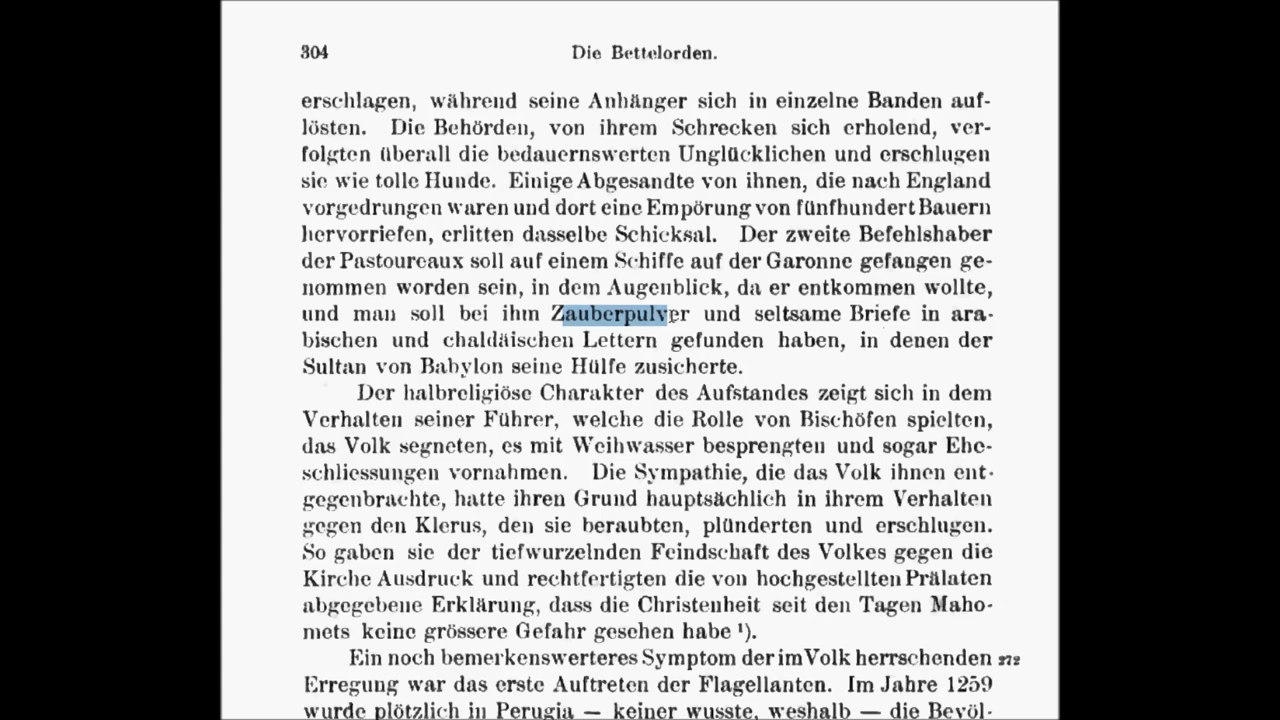 304
Die Bettelorden.
erschlagen, während seine Anhänger sich in einzelne Banden auf-
lösten. Die Behörden, von ihrem Schrecken sich erholend, ver-
folgten überall die bedauernswerten Unglücklichen und erschlugen
sie wie tolle Hunde. Einige Abgesandte von ihnen, die nach England
vorgedrungen waren und dort eine Empörung von fünfhundert Bauern
hervorriefen, erlitten dasselbe Schicksal. Der zweite Befehlshaber
der Pastoureaux soll auf einem Schiffe auf der Garonne gefangen ge-
nommen worden sein, in dem Augenblick, da er entkommen wollte,
und man soll bei ihm Zauberpulver und seltsame Briefe in ara-
bischen und chaldäischen Lettern gefunden haben, in denen der
Sultan von Babylon seine Hülfe zusicherte.
Der halbreligiöse Charakter des Aufstandes zeigt sich in dem
Verhalten seiner Führer, welche die Rolle von Bischöfen spielten,
das Volk segneten, es mit Weihwasser besprengten und sogar Ehe-
schliessungen vornahmen. Die Sympathie, die das Volk ihnen ent-
gegenbrachte, hatte ihren Grund hauptsächlich in ihrem Verhalten
gegen den Klerus, den sie beraubten, plünderten und erschlugen.
So gaben sie der tiefwurzelnden Feindschaft des Volkes gegen die
Kirche Ausdruck und rechtfertigten die von hochgestellten Prälaten
abgegebene Erklärung, dass die Christenheit seit den Tagen Maho-
mets keine grössere Gefahr gesehen habe ¹).
Ein noch bemerkenswerteres Symptom der im Volk herrschenden 272
Erregung war das erste Auftreten der Flagellanten. Im Jahre 1259
wurde plötzlich in Perugia — keiner wusste, weshalb — die Bevöl-